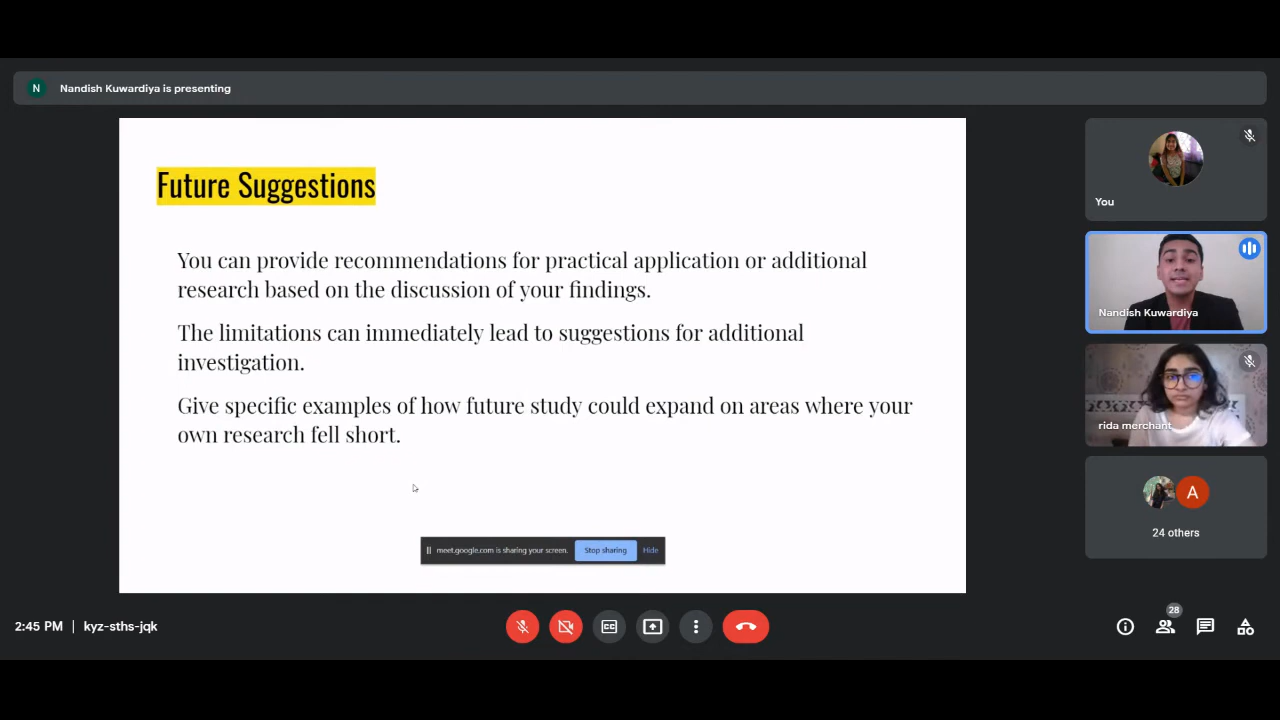 N
Nandish Kuwardiya is presenting
Future Suggestions
You can provide recommendations for practical application or additional
research based on the discussion of your findings.
The limitations can immediately lead to suggestions for additional
investigation.
Give specific examples of how future study could expand on areas where your
own research fell short.
meet.google.com is sharing your screen.
Stop sharing
Hide
You
Nandish Kuwardiya
rida merchant
A
24 others
2:45 PM | kyz-sths-jqk
CC
28